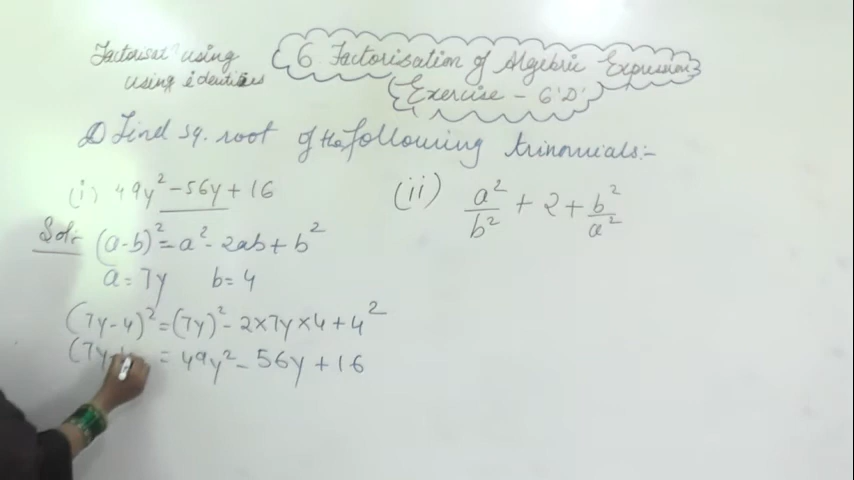 Factorisatⁿ using
using identities
6 Factorisation of Algebric Expression
Exercise - 6'D'
Find sq. root of the following trinomials:-
(i) 49y² - 56y + 16
Sol:- (a-b)² = a² - 2ab + b²
a = 7y b = 4
(7y - 4)² = (7y)² - 2×7y×4 + 4²
(7y- = 49y² - 56y + 16
(ii) a²/b² + 2 + b²/a²